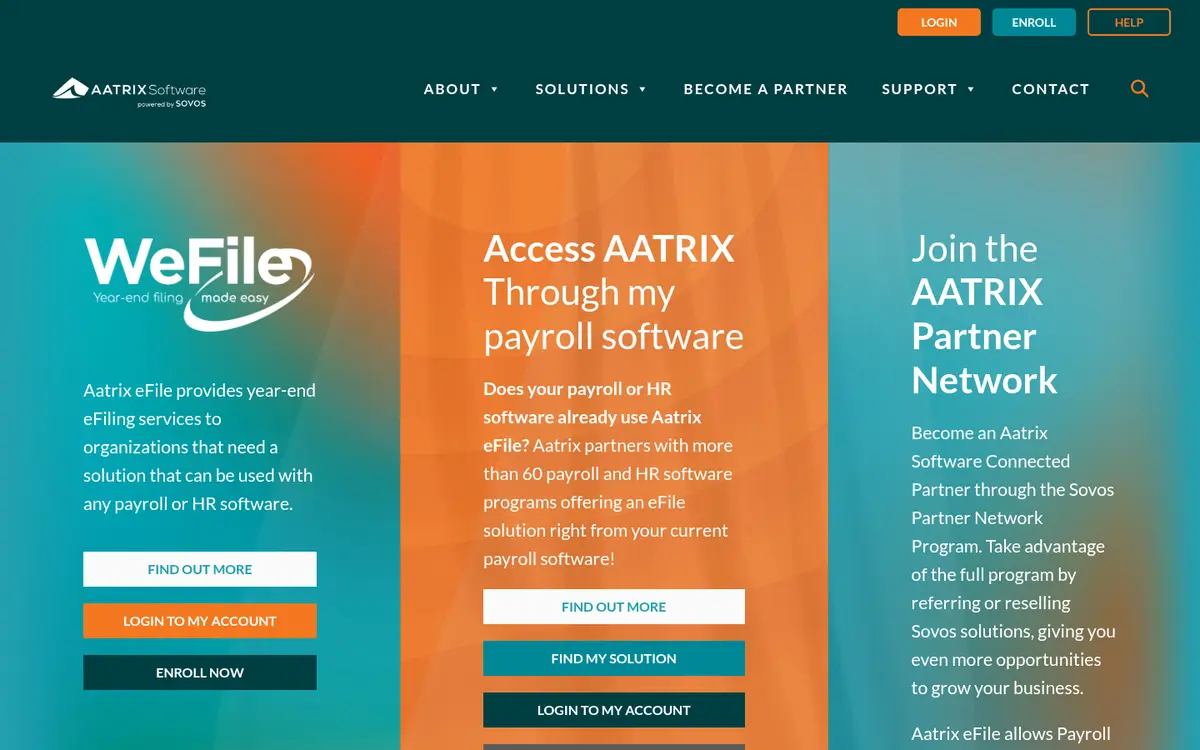 LOGIN
ENROLL
HELP
AATRIX Software
powered by SOVOS
ABOUT
SOLUTIONS
BECOME A PARTNER
SUPPORT
CONTACT
WeFile
Year-end filing made easy
Aatrix eFile provides year-end
eFiling services to
organizations that need a
solution that can be used with
any payroll or HR software.
FIND OUT MORE
LOGIN TO MY ACCOUNT
ENROLL NOW
Access AATRIX
Through my
payroll software
Does your payroll or HR
software already use Aatrix
eFile? Aatrix partners with more
than 60 payroll and HR software
programs offering an eFile
solution right from your current
payroll software!
FIND OUT MORE
FIND MY SOLUTION
LOGIN TO MY ACCOUNT
Join the
AATRIX
Partner
Network
Become an Aatrix
Software Connected
Partner through the Sovos
Partner Network
Program. Take advantage
of the full program by
referring or reselling
Sovos solutions, giving you
even more opportunities
to grow your business.
Aatrix eFile allows Payroll